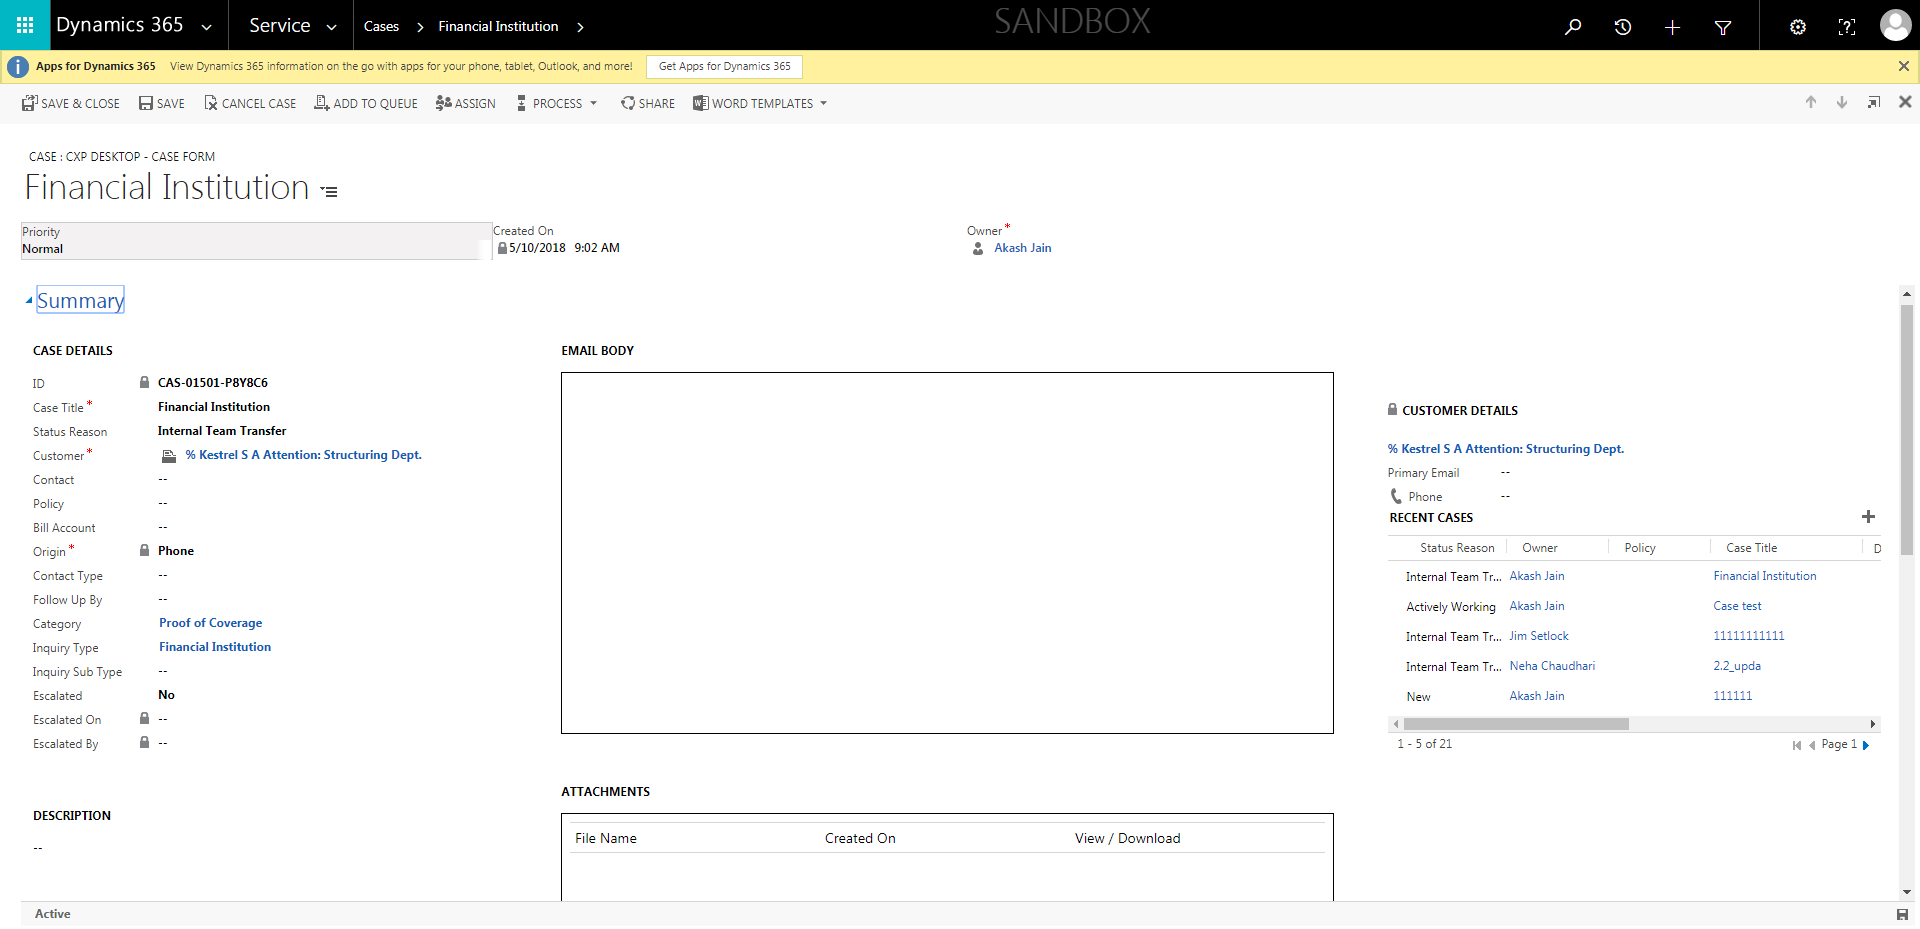 Dynamics 365 Service Cases Financial Institution SANDBOX
Apps for Dynamics 365 View Dynamics 365 information on the go with apps for your phone, tablet, Outlook, and more! Get Apps for Dynamics 365
SAVE & CLOSE SAVE CANCEL CASE ADD TO QUEUE ASSIGN PROCESS SHARE WORD TEMPLATES
CASE : CXP DESKTOP - CASE FORM
Financial Institution
Priority
Normal
Created On
5/10/2018 9:02 AM
Owner *
Akash Jain
Summary
CASE DETAILS
ID CAS-01501-P8Y8C6
Case Title * Financial Institution
Status Reason Internal Team Transfer
Customer * % Kestrel S A Attention: Structuring Dept.
Contact --
Policy --
Bill Account --
Origin * Phone
Contact Type --
Follow Up By --
Category Proof of Coverage
Inquiry Type Financial Institution
Inquiry Sub Type --
Escalated No
Escalated On --
Escalated By --
DESCRIPTION
--
EMAIL BODY
ATTACHMENTS
File Name Created On View / Download
CUSTOMER DETAILS
% Kestrel S A Attention: Structuring Dept.
Primary Email --
Phone --
RECENT CASES
Status Reason Owner Policy Case Title D
Internal Team Tr... Akash Jain Financial Institution
Actively Working Akash Jain Case test
Internal Team Tr... Jim Setlock 11111111111
Internal Team Tr... Neha Chaudhari 2.2_upda
New Akash Jain 111111
1 - 5 of 21 Page 1
Active